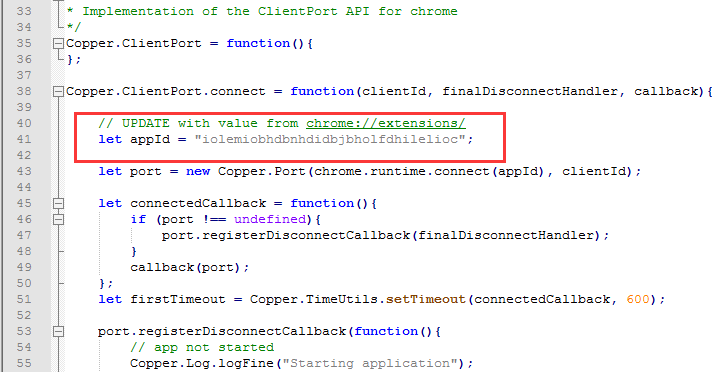 33 * Implementation of the ClientPort API for chrome
34 */
35 Copper.ClientPort = function(){
36 };
37
38 Copper.ClientPort.connect = function(clientId, finalDisconnectHandler, callback){
39
40 // UPDATE with value from chrome://extensions/
41 let appId = "iolemiobhdbnhdidbjbholfdhilelioc";
42
43 let port = new Copper.Port(chrome.runtime.connect(appId), clientId);
44
45 let connectedCallback = function(){
46 if (port !== undefined){
47 port.registerDisconnectCallback(finalDisconnectHandler);
48 }
49 callback(port);
50 };
51 let firstTimeout = Copper.TimeUtils.setTimeout(connectedCallback, 600);
52
53 port.registerDisconnectCallback(function(){
54 // app not started
55 Copper.Log.logFine("Starting application");